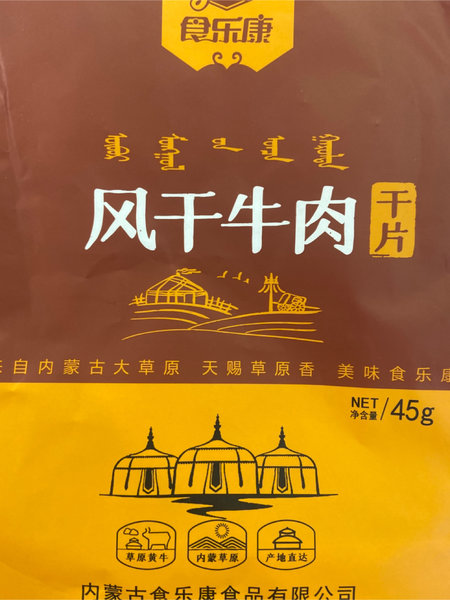 食乐康
风干牛肉
干片
来自内蒙古大草原 天赐草原香 美味食乐康
NET
净含量 / 45g
草原黄牛
内蒙草原
产地直达
内蒙古食乐康食品有限公司